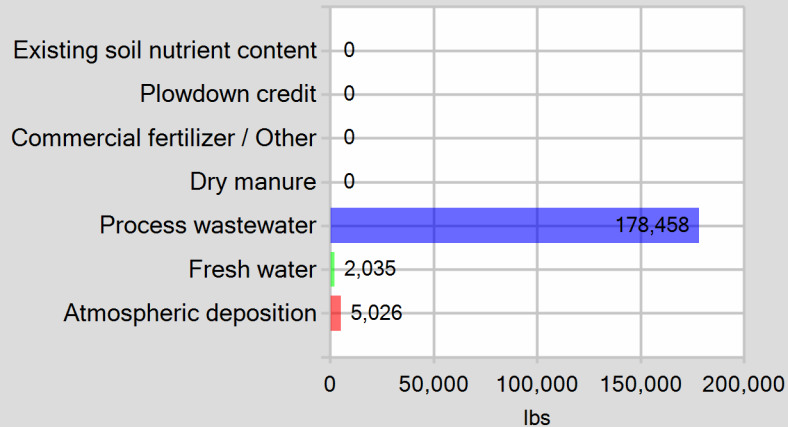 Existing soil nutrient content 0
Plowdown credit 0
Commercial fertilizer / Other 0
Dry manure 0
Process wastewater 178,458
Fresh water 2,035
Atmospheric deposition 5,026
0 50,000 100,000 150,000 200,000
lbs